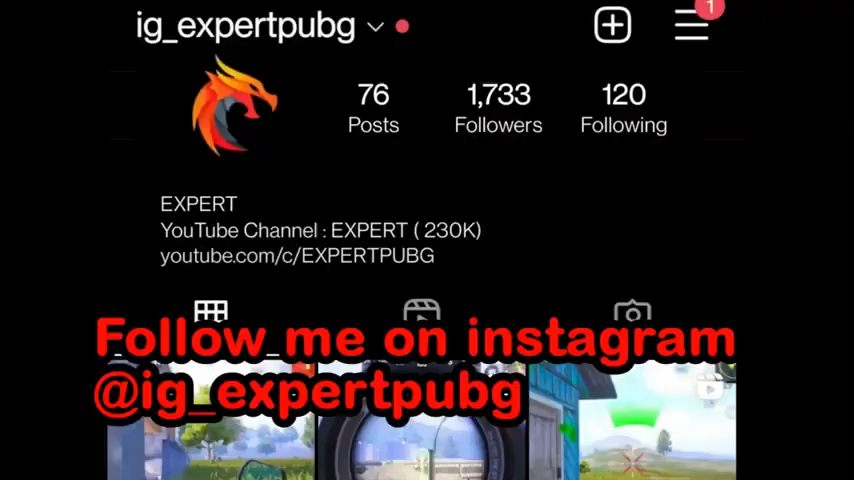 ig_expertpubg
1
76
1,733
120
Posts
Followers
Following
EXPERT
YouTube Channel : EXPERT ( 230K)
youtube.com/c/EXPERTPUBG
Follow me on instagram
@ig_expertpubg